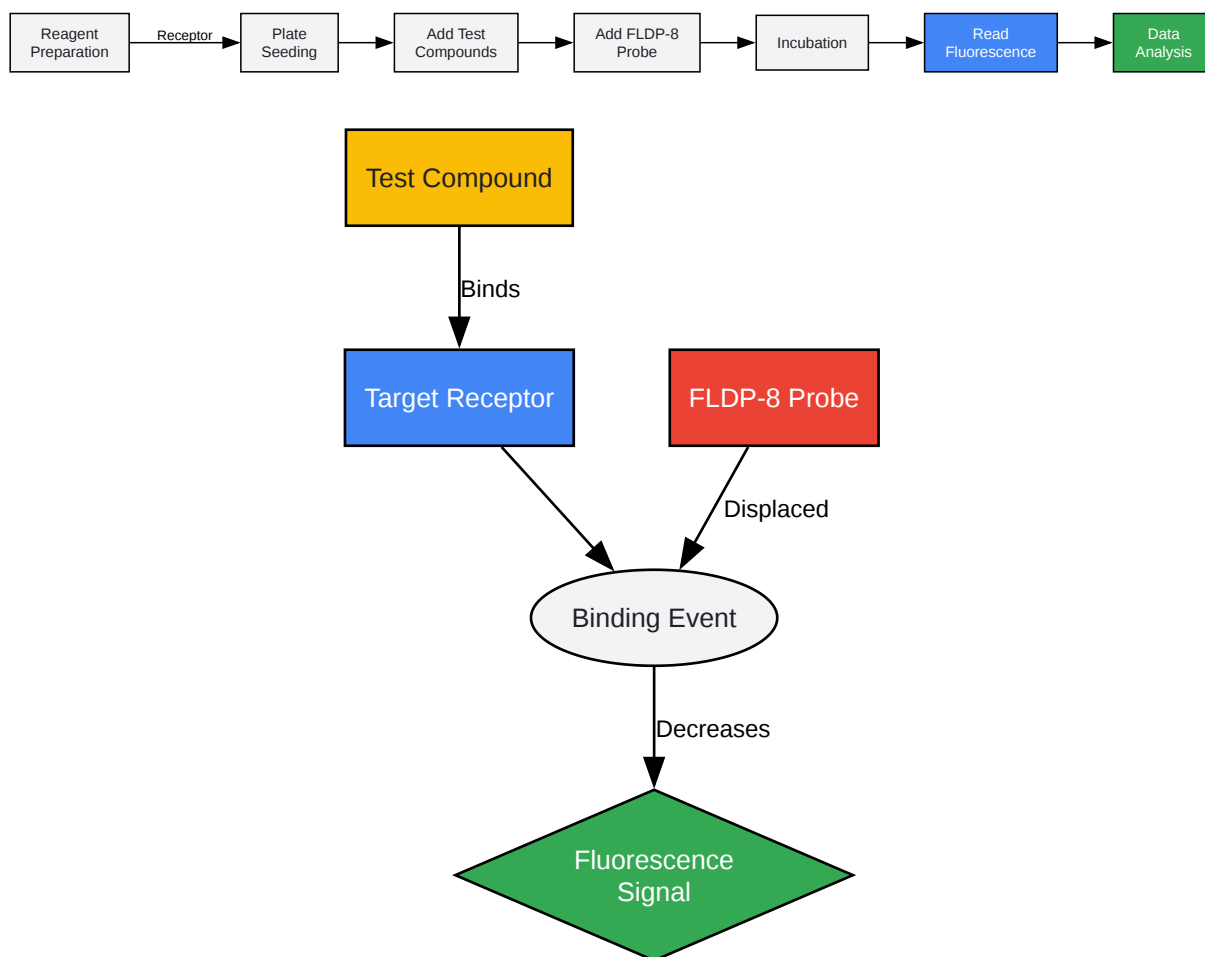 Reagent
Preparation
Receptor
Plate
Seeding
Add Test
Compounds
Add FLDP-8
Probe
Incubation
Read
Fluorescence
Data
Analysis
Test Compound
Binds
Target Receptor
FLDP-8 Probe
Displaced
Binding Event
Decreases
Fluorescence
Signal